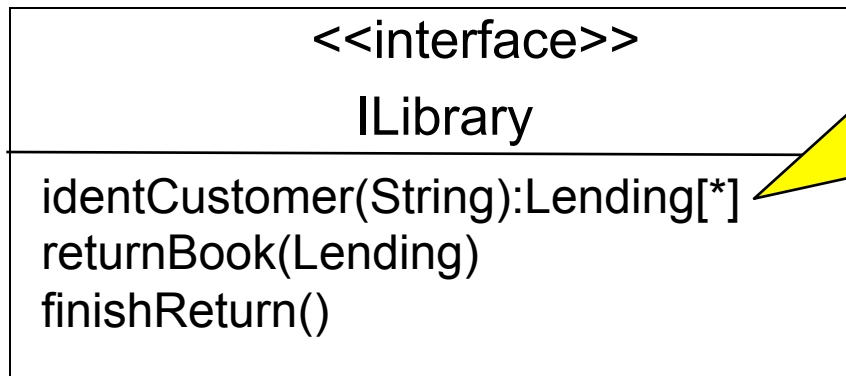 <<interface>>
ILibrary
identCustomer(String):Lending[*]
returnBook(Lending)
finishReturn()